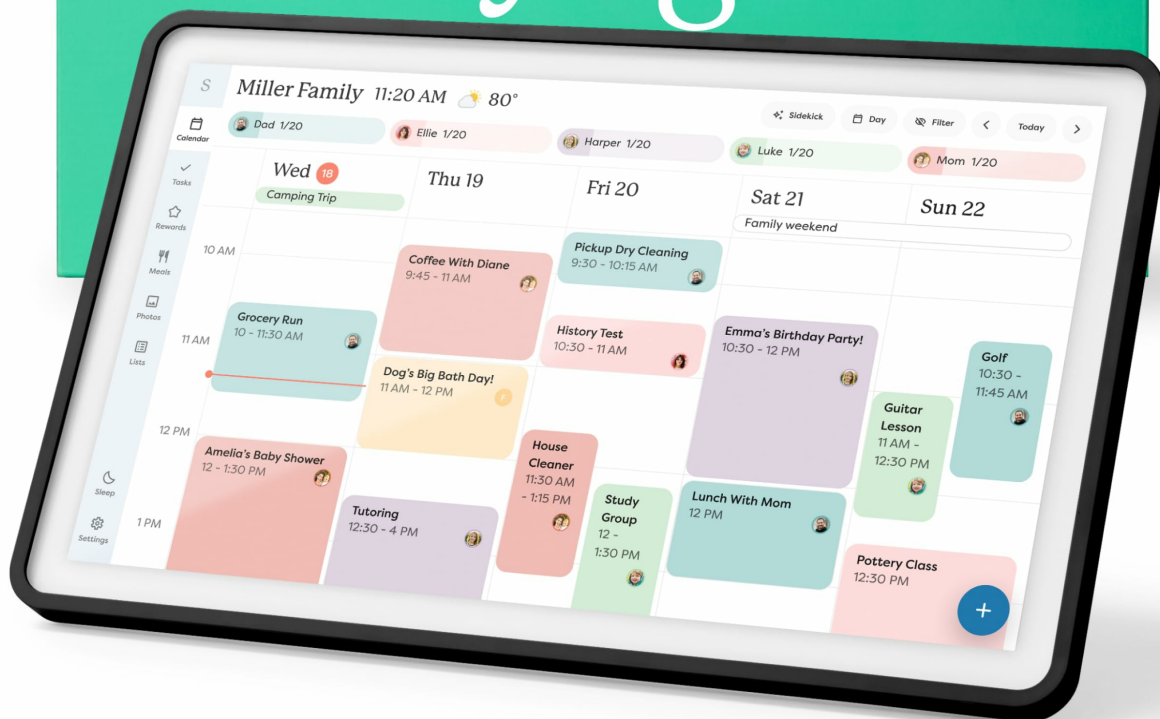 S
Miller Family 11:20 AM 80°
Sidekick
Day
Filter
Today
Dad 1/20
Ellie 1/20
Harper 1/20
Luke 1/20
Mom 1/20
Calendar
Tasks
Rewards
Meals
Photos
Lists
Sleep
Settings
Wed 18
Thu 19
Fri 20
Sat 21
Sun 22
Camping Trip
Family weekend
10 AM
11 AM
12 PM
1 PM
Grocery Run
10 - 11:30 AM
Amelia's Baby Shower
12 - 1:30 PM
Coffee With Diane
9:45 - 11 AM
Dog's Big Bath Day!
11 AM - 12 PM
F
Tutoring
12:30 - 4 PM
Pickup Dry Cleaning
9:30 - 10:15 AM
History Test
10:30 - 11 AM
House
Cleaner
11:30 AM
- 1:15 PM
Study
Group
12 -
1:30 PM
Emma's Birthday Party!
10:30 - 12 PM
Lunch With Mom
12 PM
Guitar
Lesson
11 AM -
12:30 PM
Golf
10:30 -
11:45 AM
Pottery Class
12:30 PM
+